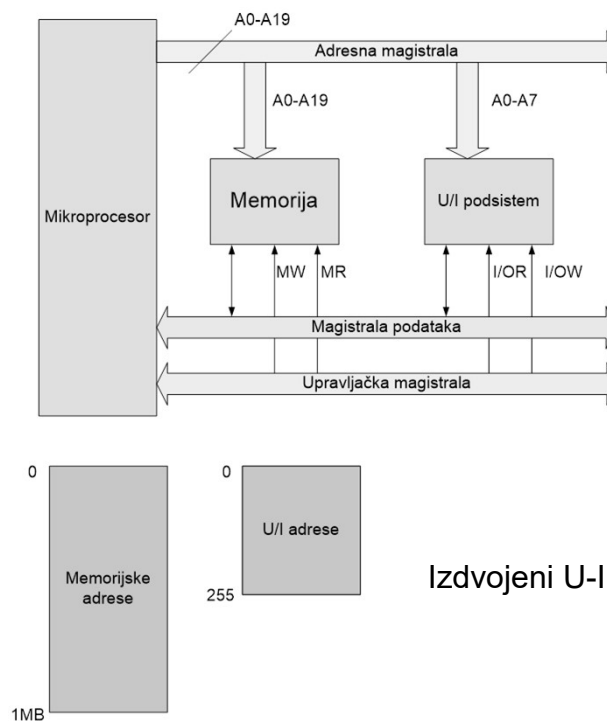 A0-A19
Adresna magistrala
A0-A19
A0-A7
Mikroprocesor
Memorija
U/I podsistem
MW
MR
I/OR
I/OW
Magistrala podataka
Upravljačka magistrala
0
0
U/I adrese
Memorijske
adrese
255
Izdvojeni U-I
1MB